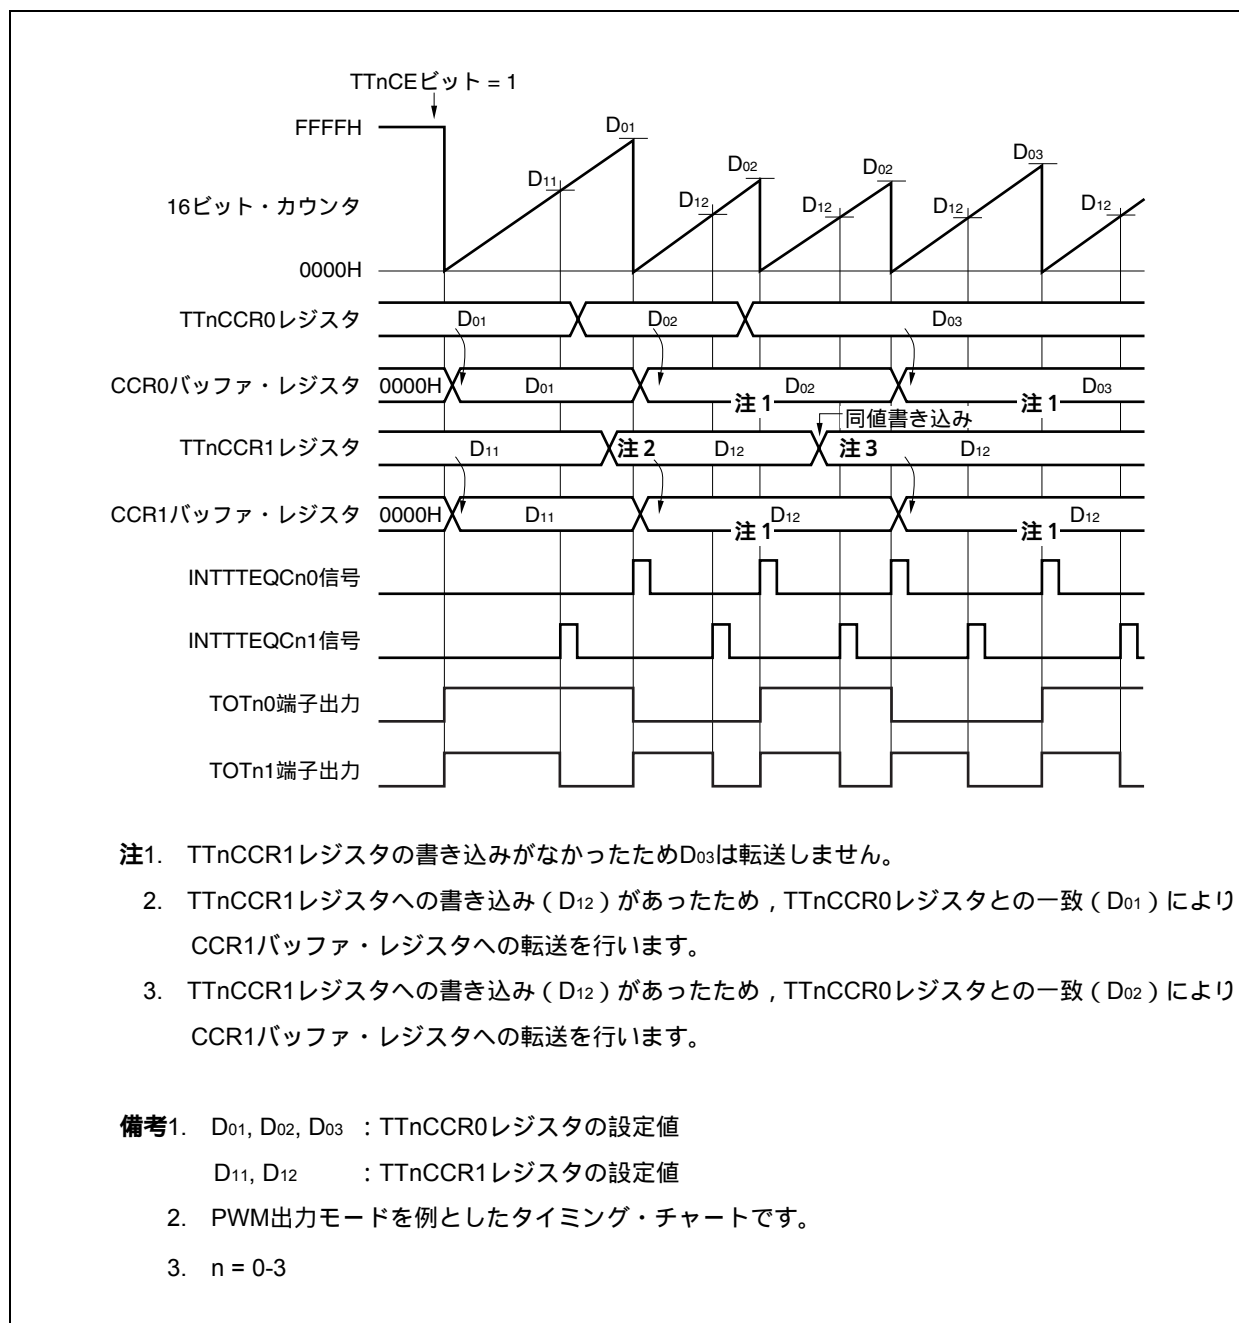 TTnCEビット = 1
FFFFH
D01
D11
D02
D02
D03
16ビット・カウンタ
D12
D12
D12
D12
0000H
TTnCCR0レジスタ
D01
D02
D03
CCR0バッファ・レジスタ
0000H
D01
D02
D03
注1
注1
同値書き込み
TTnCCR1レジスタ
D11
注2
D12
注3
D12
CCR1バッファ・レジスタ
0000H
D11
D12
D12
注1
注1
INTTTEQCn0信号
INTTTEQCn1信号
TOTn0端子出力
TOTn1端子出力
注1. TTnCCR1レジスタの書き込みがなかったためD03は転送しません。
2. TTnCCR1レジスタへの書き込み(D12)があったため,TTnCCR0レジスタとの一致(D01)により
CCR1バッファ・レジスタへの転送を行います。
3. TTnCCR1レジスタへの書き込み(D12)があったため,TTnCCR0レジスタとの一致(D02)により
CCR1バッファ・レジスタへの転送を行います。
備考1. D01, D02, D03 :TTnCCR0レジスタの設定値
D11, D12 :TTnCCR1レジスタの設定値
2. PWM出力モードを例としたタイミング・チャートです。
3. n = 0-3